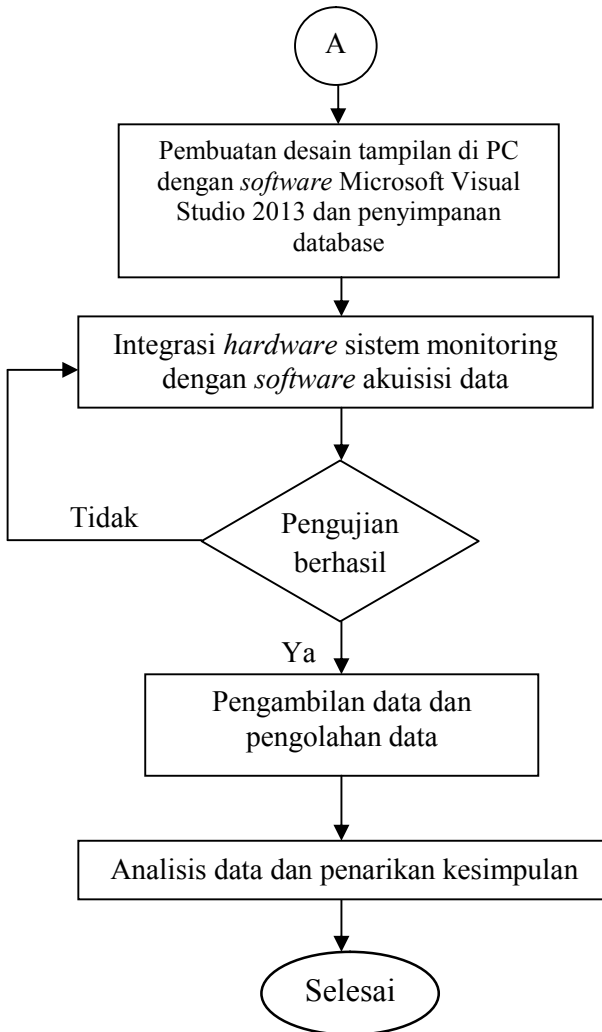 A
Pembuatan desain tampilan di PC
dengan software Microsoft Visual
Studio 2013 dan penyimpanan
database
Integrasi hardware sistem monitoring
dengan software akuisisi data
Tidak
Pengujian
berhasil
Ya
Pengambilan data dan
pengolahan data
Analisis data dan penarikan kesimpulan
Selesai